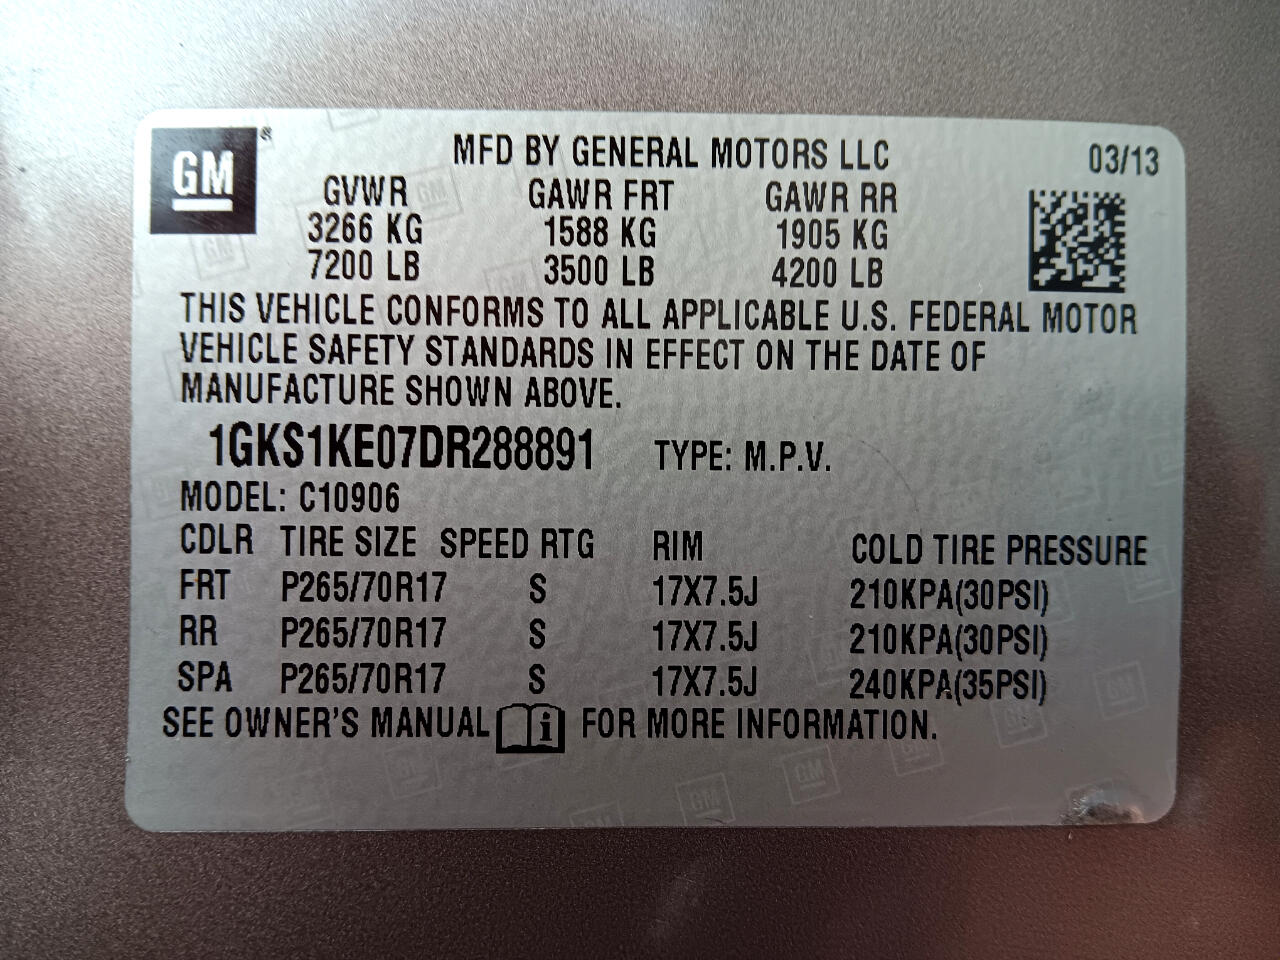 GM®
MFD BY GENERAL MOTORS LLC 03/13
GVWR GAWR FRT GAWR RR
3266 KG 1588 KG 1905 KG
7200 LB 3500 LB 4200 LB
THIS VEHICLE CONFORMS TO ALL APPLICABLE U.S. FEDERAL MOTOR
VEHICLE SAFETY STANDARDS IN EFFECT ON THE DATE OF
MANUFACTURE SHOWN ABOVE.
1GKS1KE07DR288891 TYPE: M.P.V.
MODEL: C10906
CDLR TIRE SIZE SPEED RTG RIM COLD TIRE PRESSURE
FRT P265/70R17 S 17X7.5J 210KPA(30PSI)
RR P265/70R17 S 17X7.5J 210KPA(30PSI)
SPA P265/70R17 S 17X7.5J 240KPA(35PSI)
SEE OWNER'S MANUAL i FOR MORE INFORMATION.